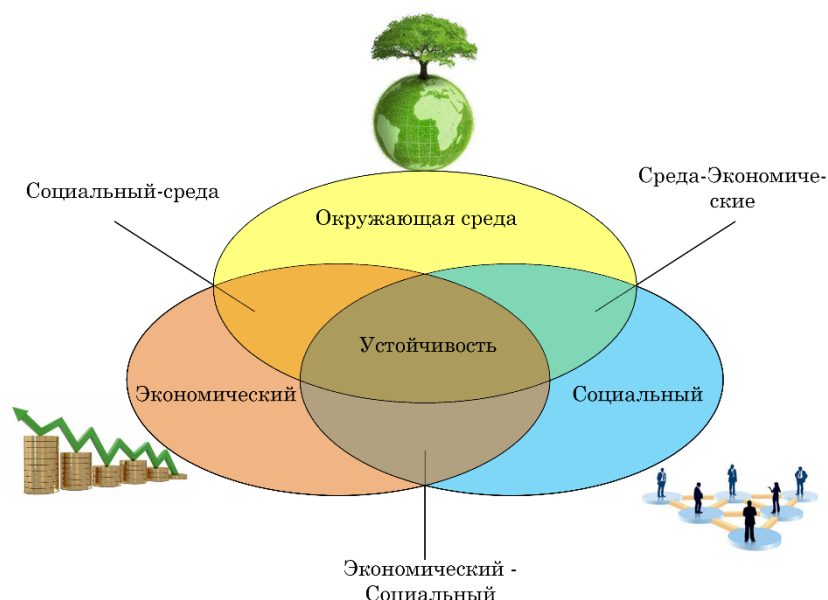 Социальный-среда
Среда-Экономиче-
ские
Окружающая среда
Устойчивость
Экономический
Социальный
Экономический -
Социальный